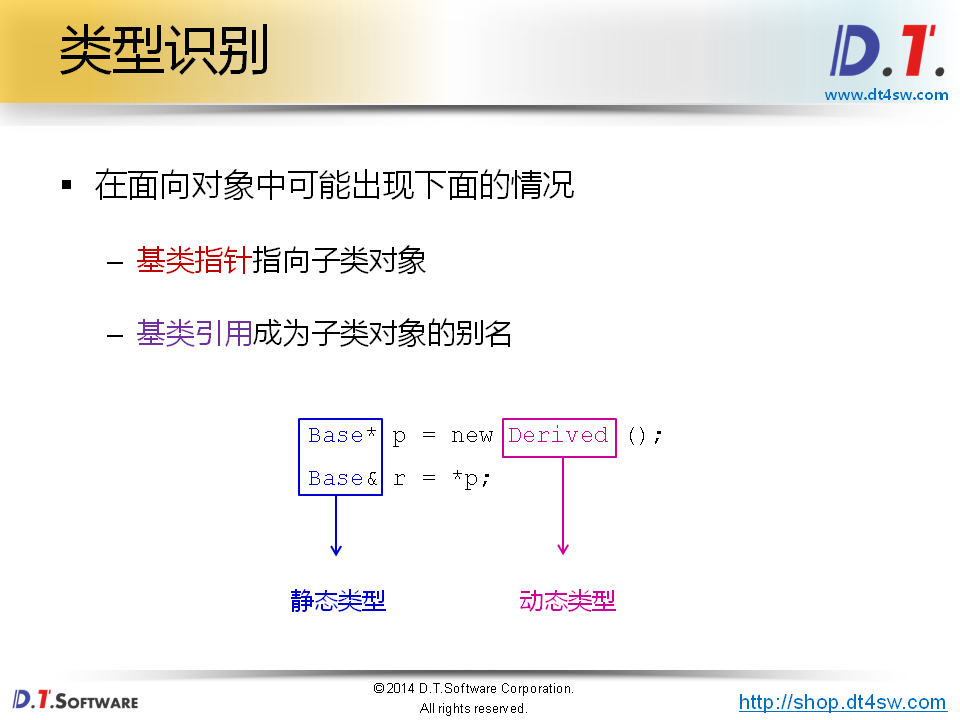 类型识别
D.T.
www.dt4sw.com
▪ 在面向对象中可能出现下面的情况
– 基类指针指向子类对象
– 基类引用成为子类对象的别名
Base* p = new Derived ();
Base& r = *p;
静态类型 动态类型
D.T.SOFTWARE
©2014 D.T.Software Corporation.
All rights reserved.
http://shop.dt4sw.com